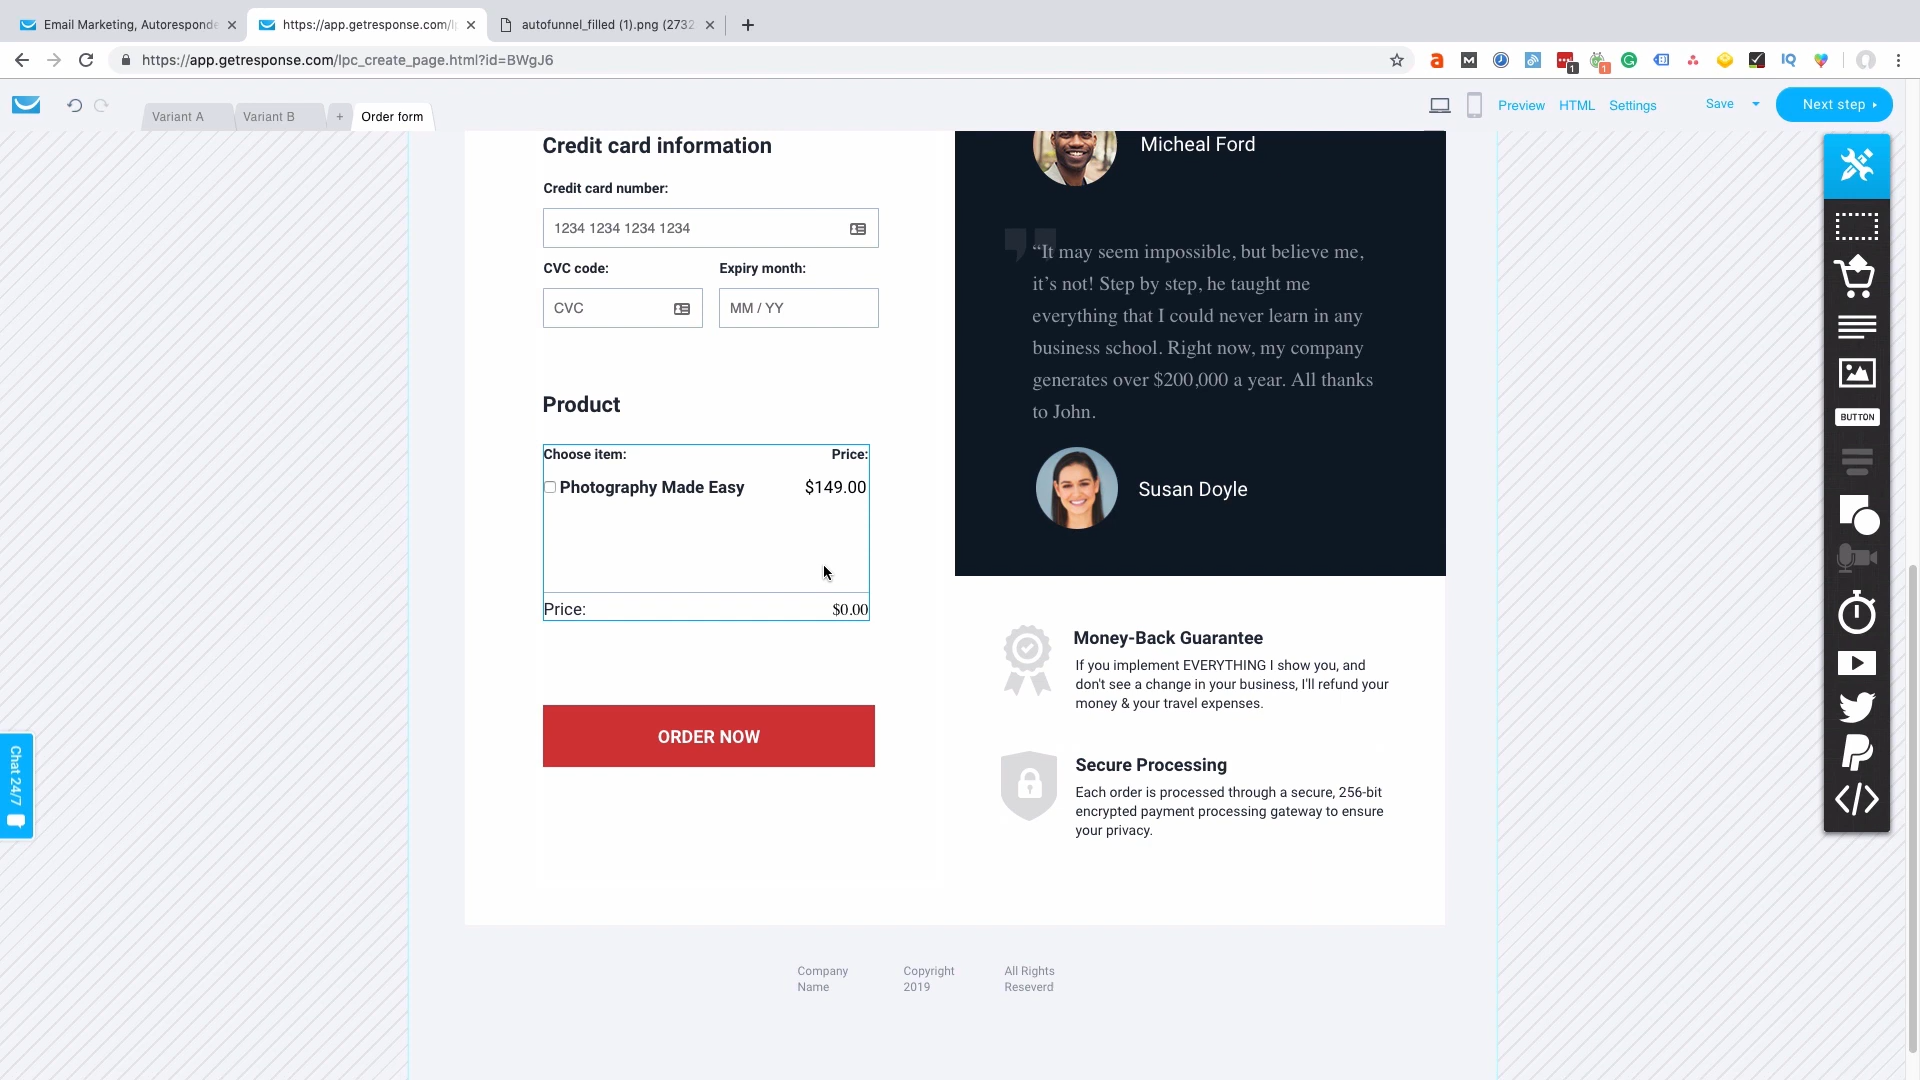 Email Marketing, Autoresponde
https://app.getresponse.com/l
autofunnel_filled (1).png (2732
https://app.getresponse.com/lpc_create_page.html?id=BWgJ6
Variant A
Variant B
+
Order form
Preview
HTML
Settings
Save
Next step
Credit card information
Credit card number:
1234 1234 1234 1234
CVC code:
Expiry month:
CVC
MM / YY
Product
Choose item:
Price:
Photography Made Easy
$149.00
Price:
$0.00
ORDER NOW
Micheal Ford
“It may seem impossible, but believe me,
it’s not! Step by step, he taught me
everything that I could never learn in any
business school. Right now, my company
generates over $200,000 a year. All thanks
to John.
Susan Doyle
Money-Back Guarantee
If you implement EVERYTHING I show you, and
don't see a change in your business, I'll refund your
money & your travel expenses.
Secure Processing
Each order is processed through a secure, 256-bit
encrypted payment processing gateway to ensure
your privacy.
Company
Name
Copyright
2019
All Rights
Reseverd
BUTTON
Chat 24/7